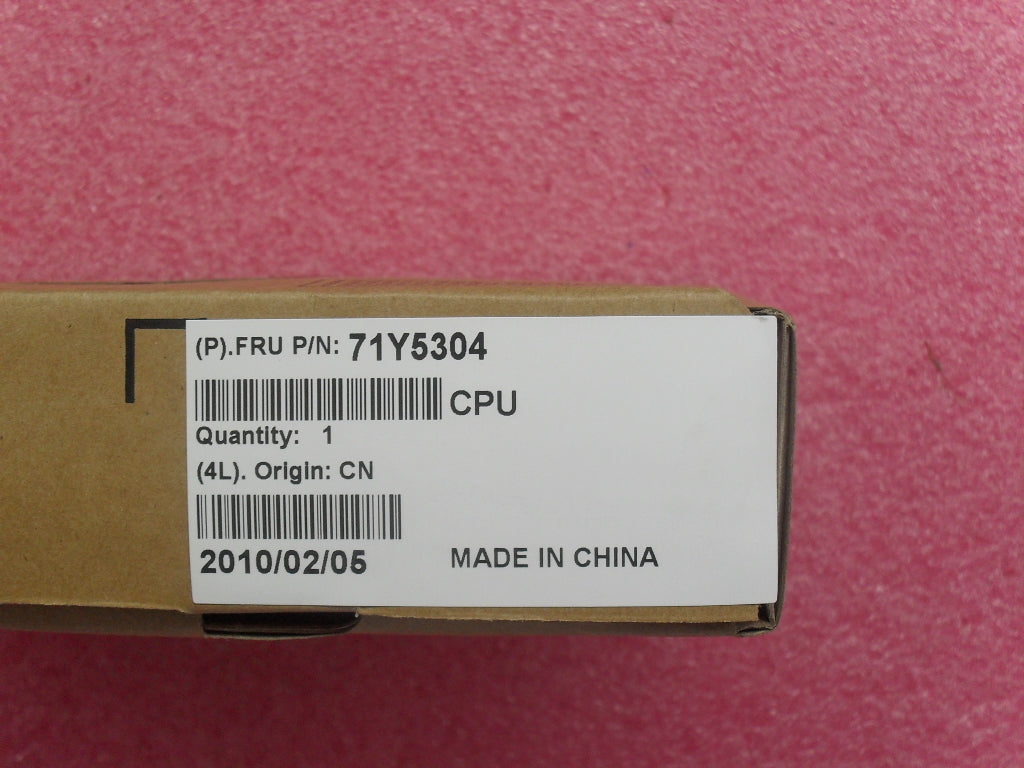 (P).FRU P/N: 71Y5304
CPU
Quantity: 1
(4L). Origin: CN
2010/02/05
MADE IN CHINA